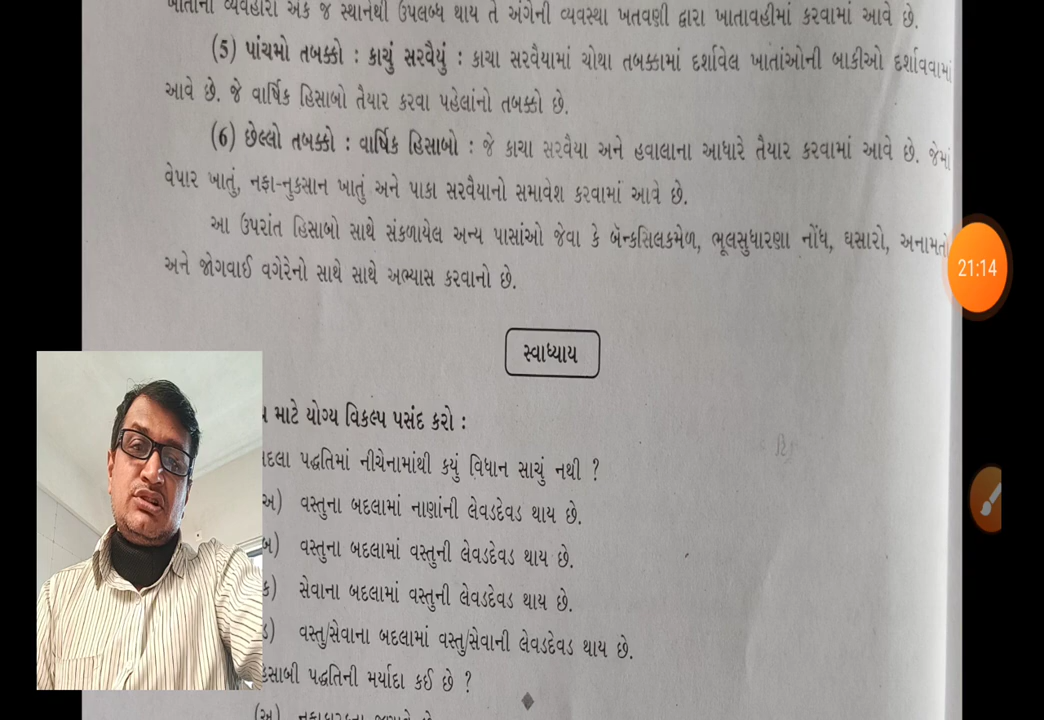 ખાતાના વ્યવહારો એક જ સ્થાનેથી ઉપલબ્ધ થાય તે અંગેની વ્યવસ્થા ખતવણી દ્વારા ખાતાવહીમાં કરવામાં આવે છે.
(5) પાંચમો તબક્કો : કાચું સરવૈયું : કાચા સરવૈયામાં ચોથા તબક્કામાં દર્શાવેલ ખાતાંઓની બાકીઓ દર્શાવવામાં
આવે છે. જે વાર્ષિક હિસાબો તૈયાર કરવા પહેલાંનો તબક્કો છે.
(6) છેલ્લો તબક્કો : વાર્ષિક હિસાબો : જે કાચા સરવૈયા અને હવાલાના આધારે તૈયાર કરવામાં આવે છે. જેમાં
વેપાર ખાતું, નફા-નુકસાન ખાતું અને પાકા સરવૈયાનો સમાવેશ કરવામાં આવે છે.
આ ઉપરાંત હિસાબો સાથે સંકળાયેલ અન્ય પાસાંઓ જેવા કે બૅન્કસિલકમેળ, ભૂલસુધારણા નોંધ, ઘસારો, અનામતો
અને જોગવાઈ વગેરેનો સાથે સાથે અભ્યાસ કરવાનો છે.
21:14
સ્વાધ્યાય
માટે યોગ્ય વિકલ્પ પસંદ કરો :
પદ્ધતિમાં નીચેનામાંથી કયું વિધાન સાચું નથી ?
(અ) વસ્તુના બદલામાં નાણાંની લેવડદેવડ થાય છે.
(બ) વસ્તુના બદલામાં વસ્તુની લેવડદેવડ થાય છે.
(ક) સેવાના બદલામાં વસ્તુની લેવડદેવડ થાય છે.
(ડ) વસ્તુ/સેવાના બદલામાં વસ્તુ/સેવાની લેવડદેવડ થાય છે.
પદ્ધતિની મર્યાદા કઈ છે ?
(અ)